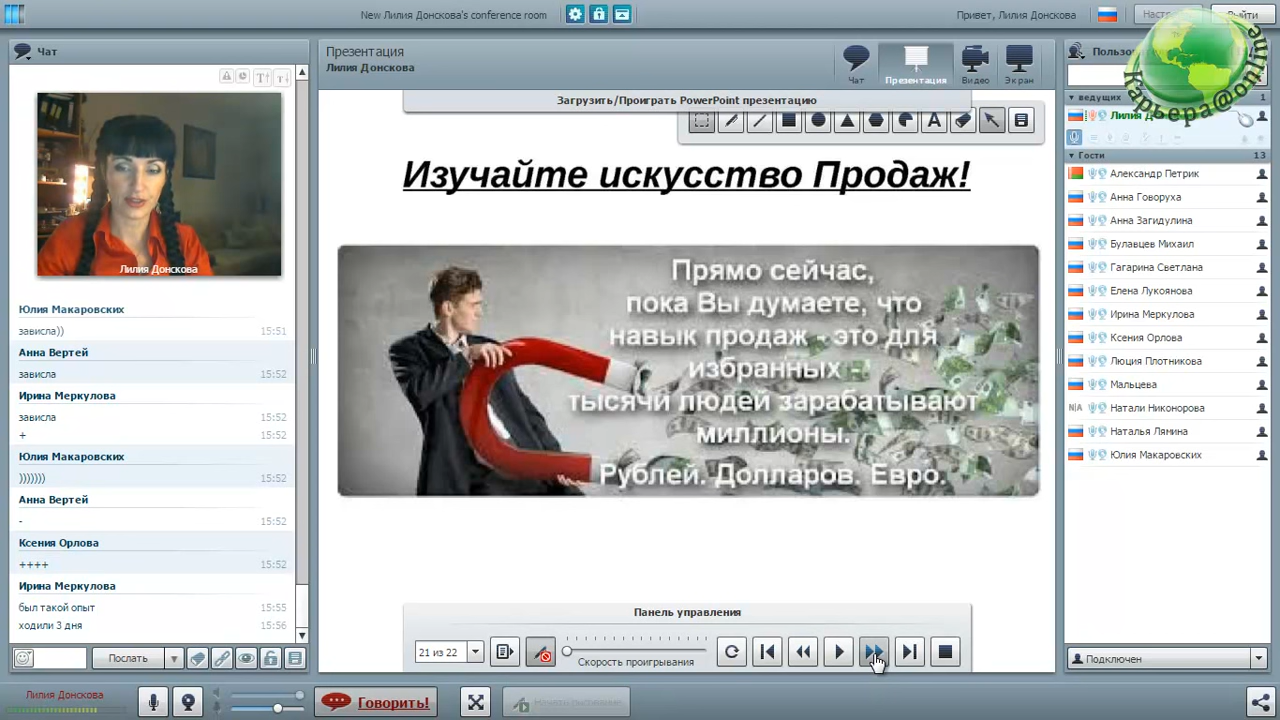 New Лилия Донскова's conference room
Привет, Лилия Донскова
Выйти
Чат
Презентация
Лилия Донскова
Чат
Презентация
Видео
Экран
карьера@online
Загрузить/Проиграть PowerPoint презентацию
A
Изучайте искусство Продаж!
Прямо сейчас,
пока Вы думаете, что
навык продаж - это для
избранных -
тысячи людей зарабатывают
миллионы.
Рублей. Долларов. Евро.
Лилия Донскова
Юлия Макаровских
зависла)) 15:51
Анна Вертей
зависла 15:52
Ирина Меркулова
зависла 15:52
+ 15:52
Юлия Макаровских
))))))) 15:52
Анна Вертей
- 15:52
Ксения Орлова
++++ 15:52
Ирина Меркулова
был такой опыт 15:55
ходили 3 дня 15:56
Послать
Панель управления
21 из 22
Скорость проигрывания
ведущих 1
Гости 13
Александр Петрик
Анна Говоруха
Анна Загидулина
Булавцев Михаил
Гагарина Светлана
Елена Лукоянова
Ирина Меркулова
Ксения Орлова
Люция Плотникова
Мальцева
N/A Натали Никонорова
Наталья Лямина
Юлия Макаровских
Подключен
Лилия Донскова
Говорить!